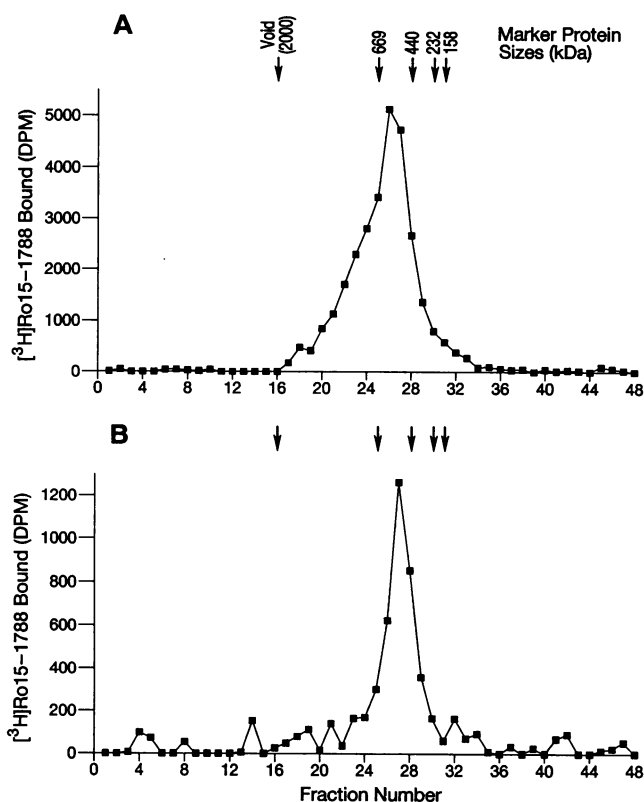 A
Void
(2000)
669
440
232
158
Marker Protein
Sizes (kDa)
[³H]Ro15–1788 Bound (DPM)
5000
4000
3000
2000
1000
0
0 4 8 12 16 20 24 28 32 36 40 44 48
B
[³H]Ro15–1788 Bound (DPM)
1200
1000
800
600
400
200
0
0 4 8 12 16 20 24 28 32 36 40 44 48
Fraction Number